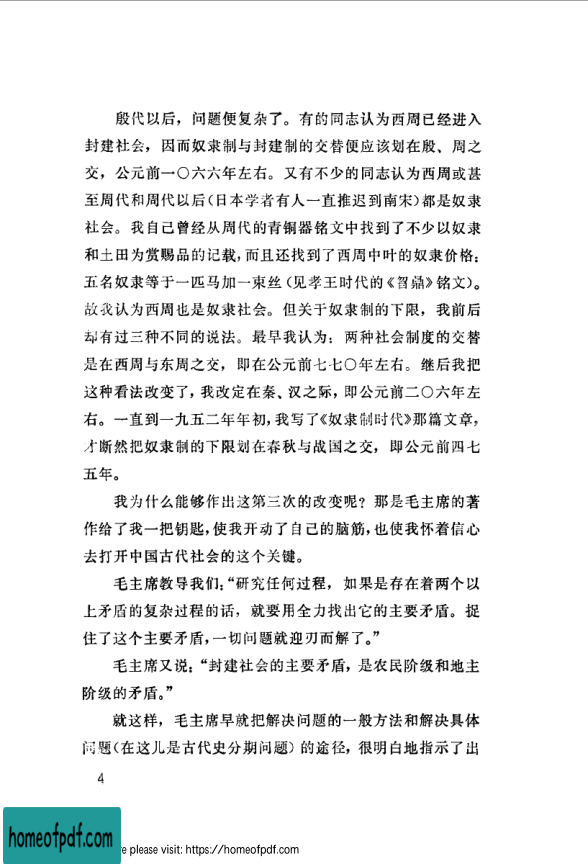 殷代以后，问题便复杂了。有的同志认为西周已经进入
封建社会，因而奴隶制与封建制的交替便应该划在殷、周之
交，公元前一〇六六年左右。又有不少的同志认为西周或甚
至周代和周代以后（日本学者有人一直推迟到南宋）都是奴隶
社会。我自己曾经从周代的青铜器铭文中找到了不少以奴隶
和土田为赏赐品的记载，而且还找到了西周中叶的奴隶价格：
五名奴隶等于一匹马加一束丝（见孝王时代的《曶鼎》铭文）。
故我认为西周也是奴隶社会。但关于奴隶制的下限，我前后
却有过三种不同的说法。最早我认为：两种社会制度的交替
是在西周与东周之交，即在公元前七七〇年左右。继后我把
这种看法改变了，我改定在秦、汉之际，即公元前二〇六年左
右。一直到一九五二年年初，我写了《奴隶制时代》那篇文章，
才断然把奴隶制的下限划在春秋与战国之交，即公元前四七
五年。
我为什么能够作出这第三次的改变呢？那是毛主席的著
作给了我一把钥匙，使我开动了自己的脑筋，也使我怀着信心
去打开中国古代社会的这个关键。
毛主席教导我们：“研究任何过程，如果是存在着两个以
上矛盾的复杂过程的话，就要用全力找出它的主要矛盾。捉
住了这个主要矛盾，一切问题就迎刃而解了。”
毛主席又说：“封建社会的主要矛盾，是农民阶级和地主
阶级的矛盾。”
就这样，毛主席早就把解决问题的一般方法和解决具体
问题（在这儿是古代史分期问题）的途径，很明白地指示了出
4
homeofpdf.com
re please visit: https://homeofpdf.com